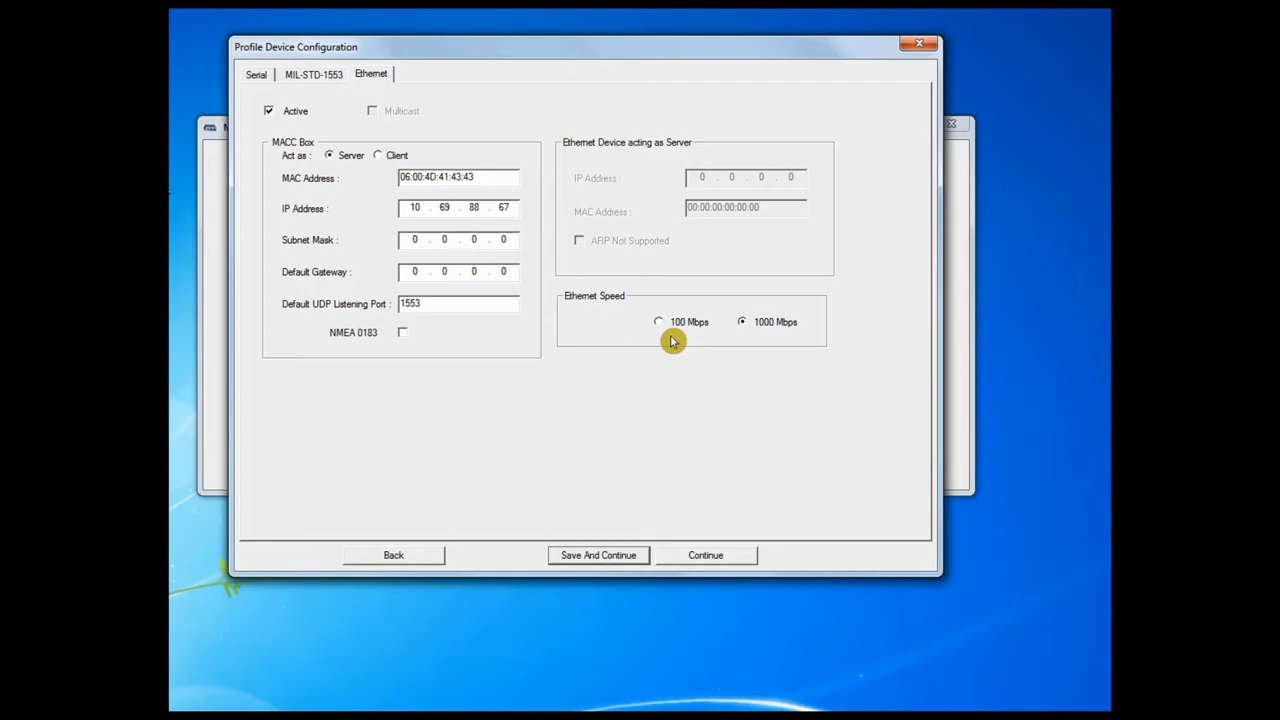 Profile Device Configuration
Serial MIL-STD-1553 Ethernet
Active Multicast
MACC Box
Act as : Server Client
MAC Address : 06:00:4D:41:43:43
IP Address : 10 . 69 . 88 . 67
Subnet Mask : 0 . 0 . 0 . 0
Default Gateway : 0 . 0 . 0 . 0
Default UDP Listening Port : 1553
NMEA 0183
Ethernet Device acting as Server
IP Address : 0 . 0 . 0 . 0
MAC Address : 00:00:00:00:00:00
ARP Not Supported
Ethernet Speed
100 Mbps 1000 Mbps
Back Save And Continue Continue